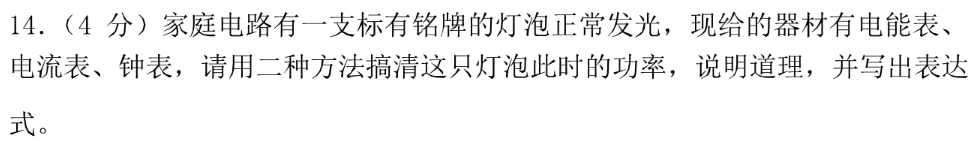 14.（4 分）家庭电路有一支标有铭牌的灯泡正常发光，现给的器材有电能表、
电流表、钟表，请用二种方法搞清这只灯泡此时的功率，说明道理，并写出表达
式。